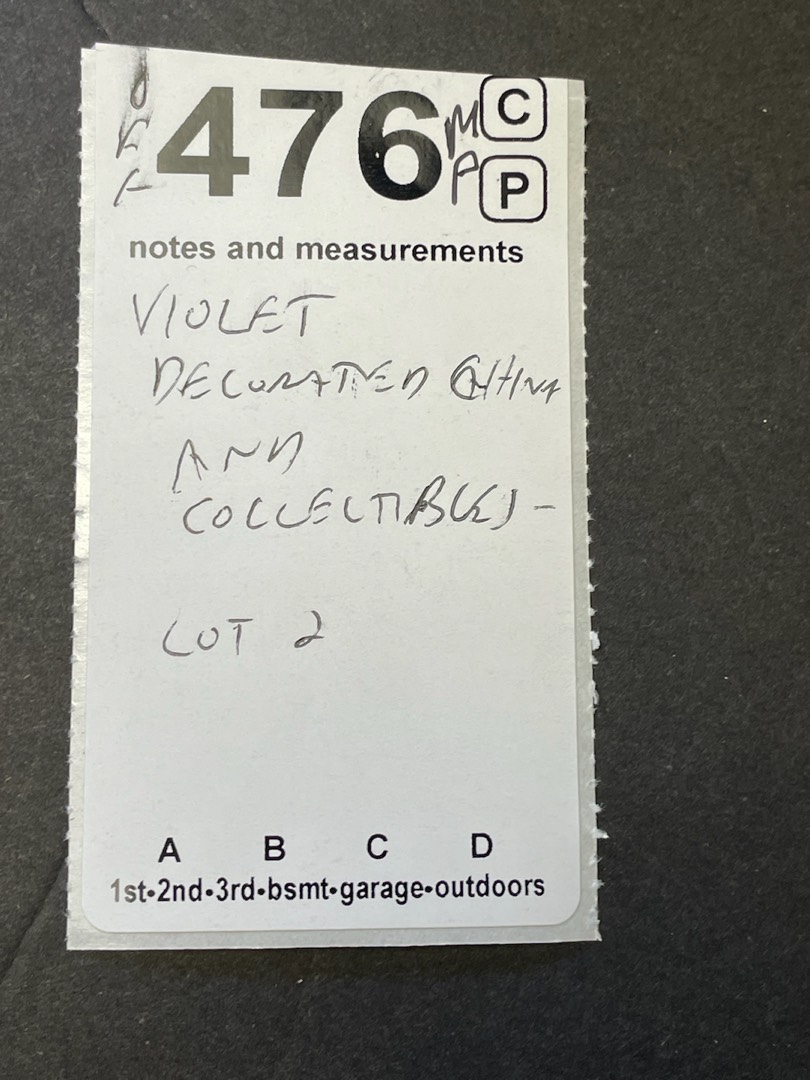 476
C
P
notes and measurements
VIOLET
DECORATED CHINA
AND
COLLECTIBLES -
LOT 2
A B C D
1st•2nd•3rd•bsmt•garage•outdoors